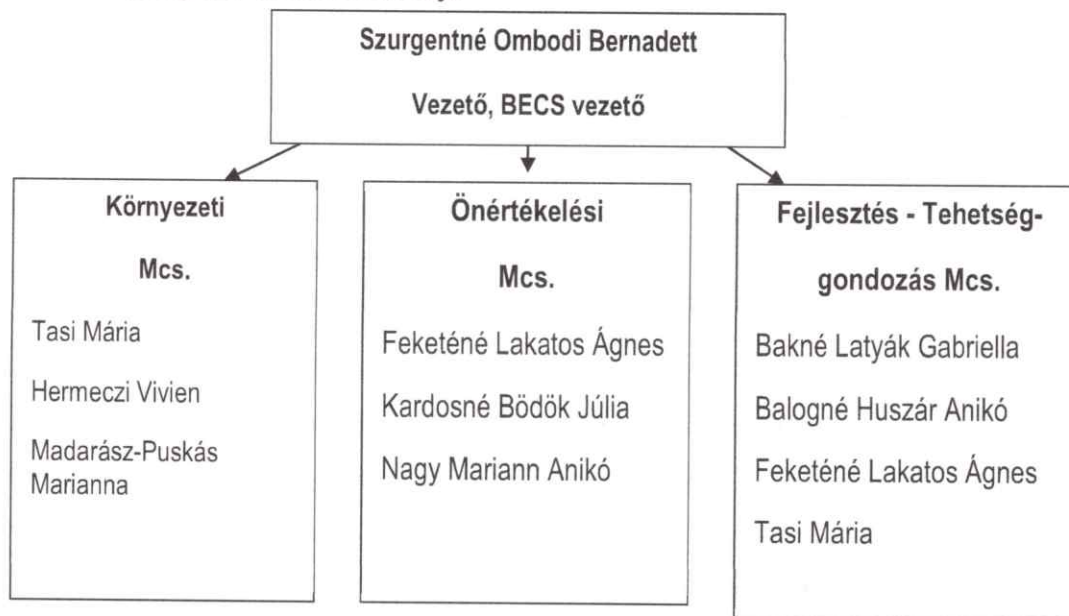 Szurgentné Ombodi Bernadett
Vezető, BECS vezető
Környezeti
Mcs.
Tasi Mária
Hermeczi Vivien
Madarász-Puskás
Marianna
Önértékelési
Mcs.
Feketéné Lakatos Ágnes
Kardosné Bödök Júlia
Nagy Mariann Anikó
Fejlesztés - Tehetség-
gondozás Mcs.
Bakné Latyák Gabriella
Balogné Huszár Anikó
Feketéné Lakatos Ágnes
Tasi Mária